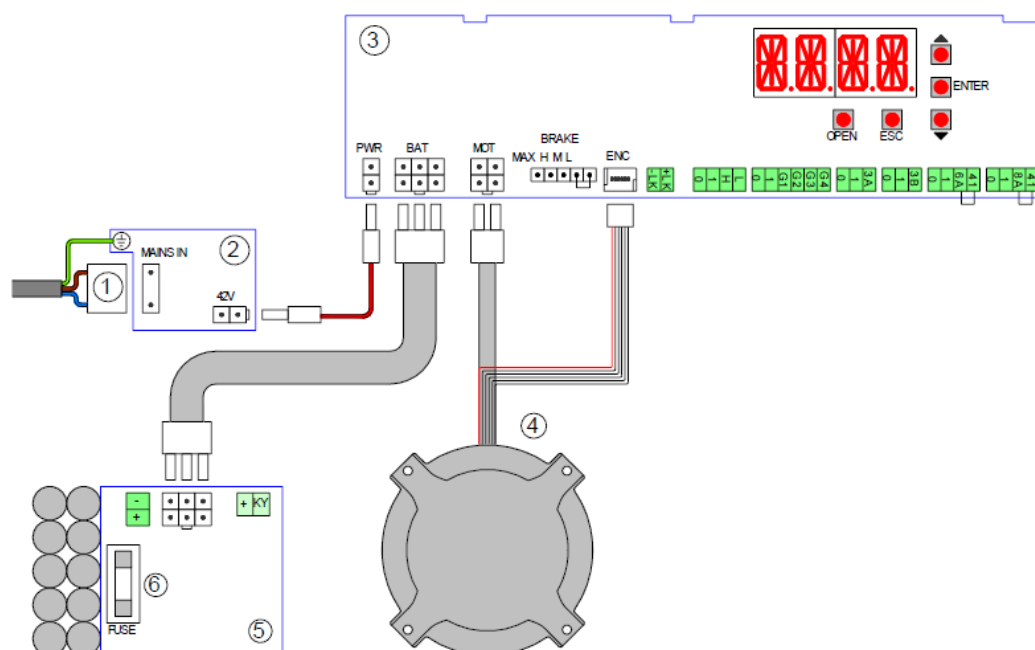 3
ENTER
OPEN ESC
PWR BAT MOT BRAKE ENC
MAX H M L
-LK +LK
0 1 H L
0 1 G1 G2 G3 G4
0 1 3A
0 1 3B
0 1 6A 41
0 1 8A 41
2
MAINS IN
1
42V
4
- +
+ KY
6
FUSE
5